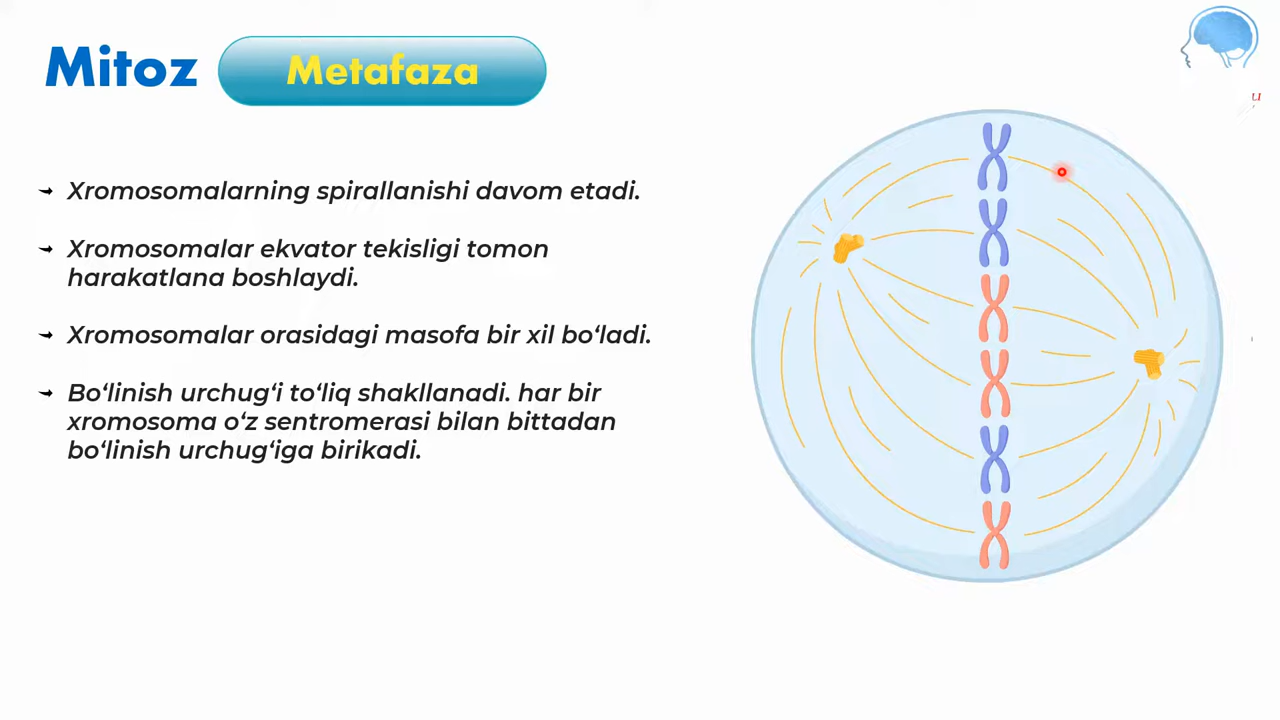 Mitoz Metafaza
Xromosomalarning spirallanishi davom etadi.
Xromosomalar ekvator tekisligi tomon
harakatlana boshlaydi.
Xromosomalar orasidagi masofa bir xil bo‘ladi.
Bo‘linish urchug‘i to‘liq shakllanadi. har bir
xromosoma o‘z sentromerasi bilan bittadan
bo‘linish urchug‘iga birikadi.